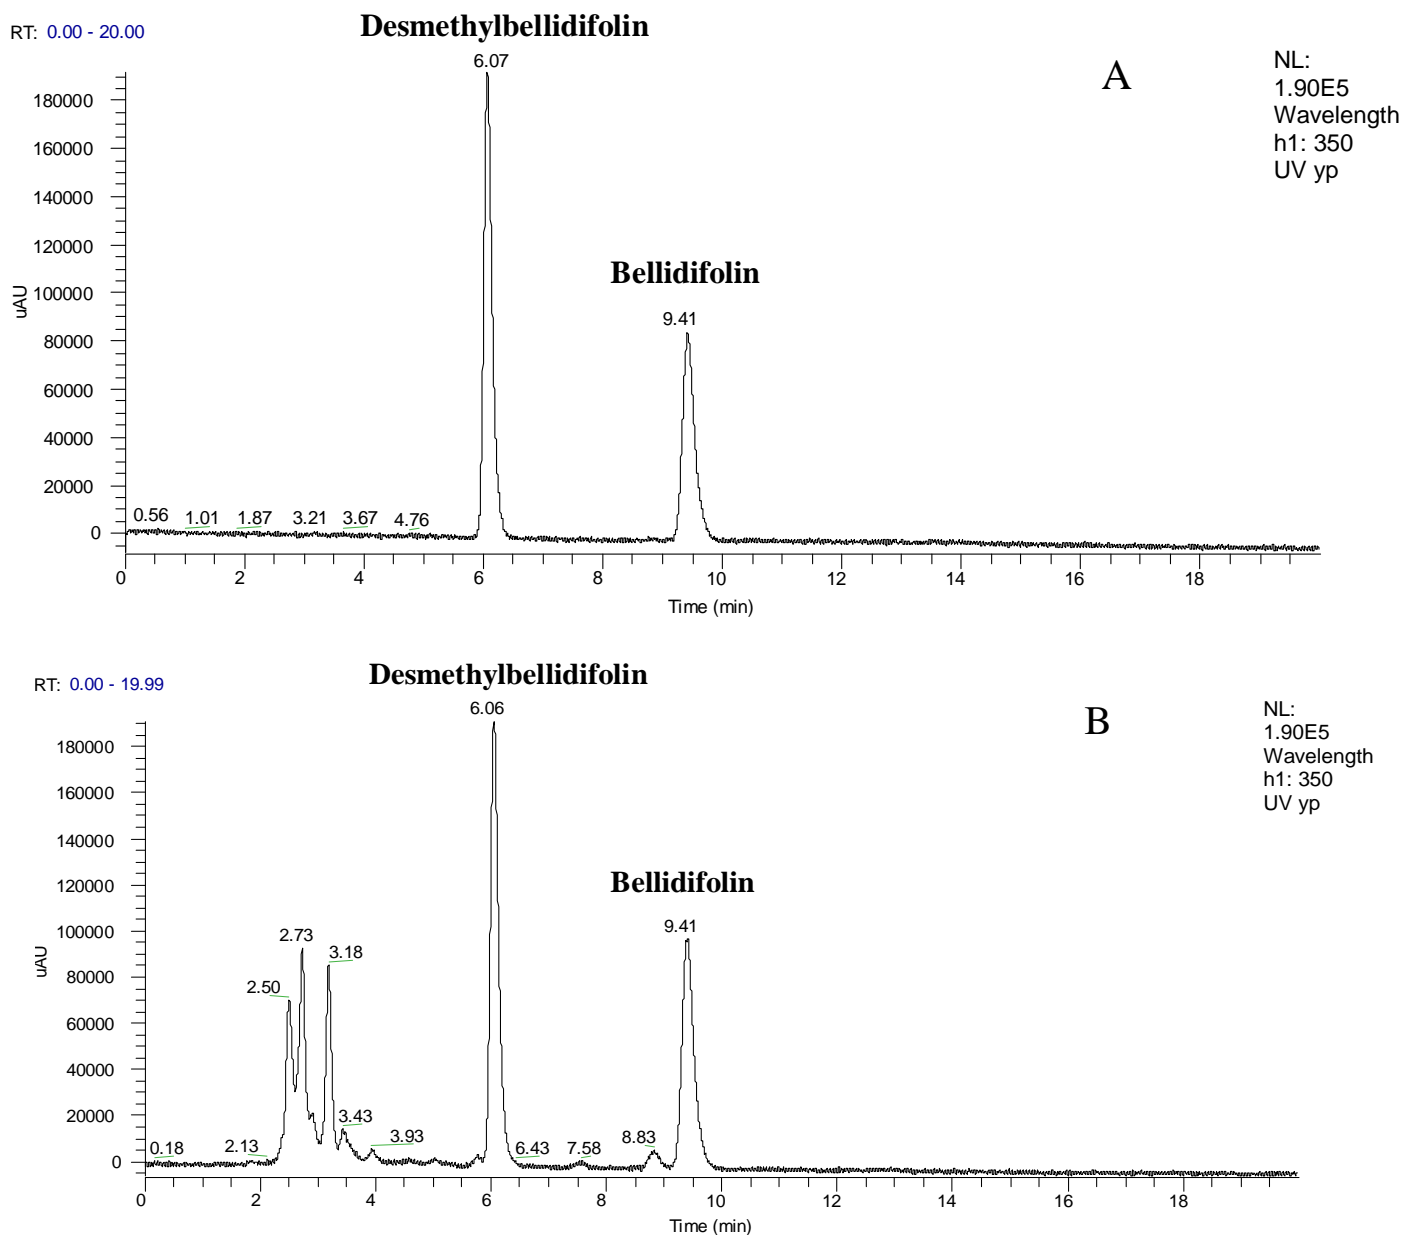 Desmethylbellidifolin
RT: 0.00 - 20.00
6.07
A
NL:
1.90E5
Wavelength
h1: 350
UV yp
180000
160000
140000
120000
100000
80000
60000
40000
20000
0
uAU
Bellidifolin
9.41
0.56 1.01 1.87 3.21 3.67 4.76
0 2 4 6 8 10 12 14 16 18
Time (min)
Desmethylbellidifolin
RT: 0.00 - 19.99
6.06
B
NL:
1.90E5
Wavelength
h1: 350
UV yp
180000
160000
140000
120000
100000
80000
60000
40000
20000
0
uAU
Bellidifolin
9.41
2.73
3.18
2.50
3.43
3.93
0.18 2.13 6.43 7.58 8.83
0 2 4 6 8 10 12 14 16 18
Time (min)